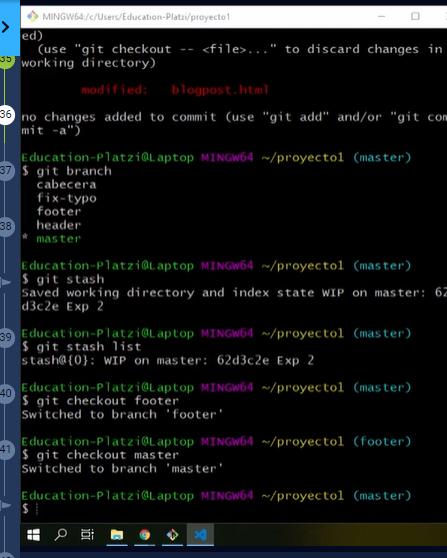 MINGW64:/c/Users/Education-Platzi/proyecto1
ed)
(use "git checkout -- <file>..." to discard changes in
working directory)
modified:   blogpost.html
no changes added to commit (use "git add" and/or "git com
mit -a")
Education-Platzi@Laptop MINGW64 ~/proyecto1 (master)
$ git branch
cabecera
fix-typo
footer
header
* master
Education-Platzi@Laptop MINGW64 ~/proyecto1 (master)
$ git stash
Saved working directory and index state WIP on master: 62
d3c2e Exp 2
Education-Platzi@Laptop MINGW64 ~/proyecto1 (master)
$ git stash list
stash@{0}: WIP on master: 62d3c2e Exp 2
Education-Platzi@Laptop MINGW64 ~/proyecto1 (master)
$ git checkout footer
Switched to branch 'footer'
Education-Platzi@Laptop MINGW64 ~/proyecto1 (footer)
$ git checkout master
Switched to branch 'master'
Education-Platzi@Laptop MINGW64 ~/proyecto1 (master)
$
35
36
37
38
39
40
41